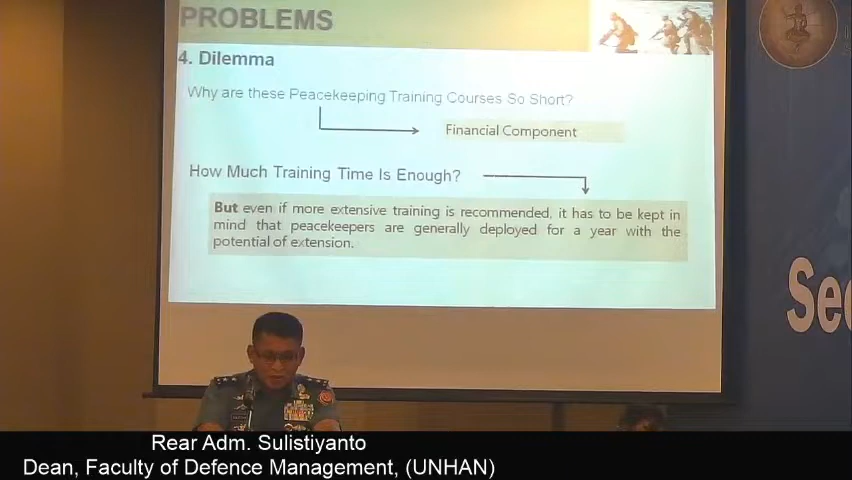 PROBLEMS
4. Dilemma
Why are these Peacekeeping Training Courses So Short?
Financial Component
How Much Training Time Is Enough?
But even if more extensive training is recommended, it has to be kept in
mind that peacekeepers are generally deployed for a year with the
potential of extension.
Se
Rear Adm. Sulistiyanto
Dean, Faculty of Defence Management, (UNHAN)